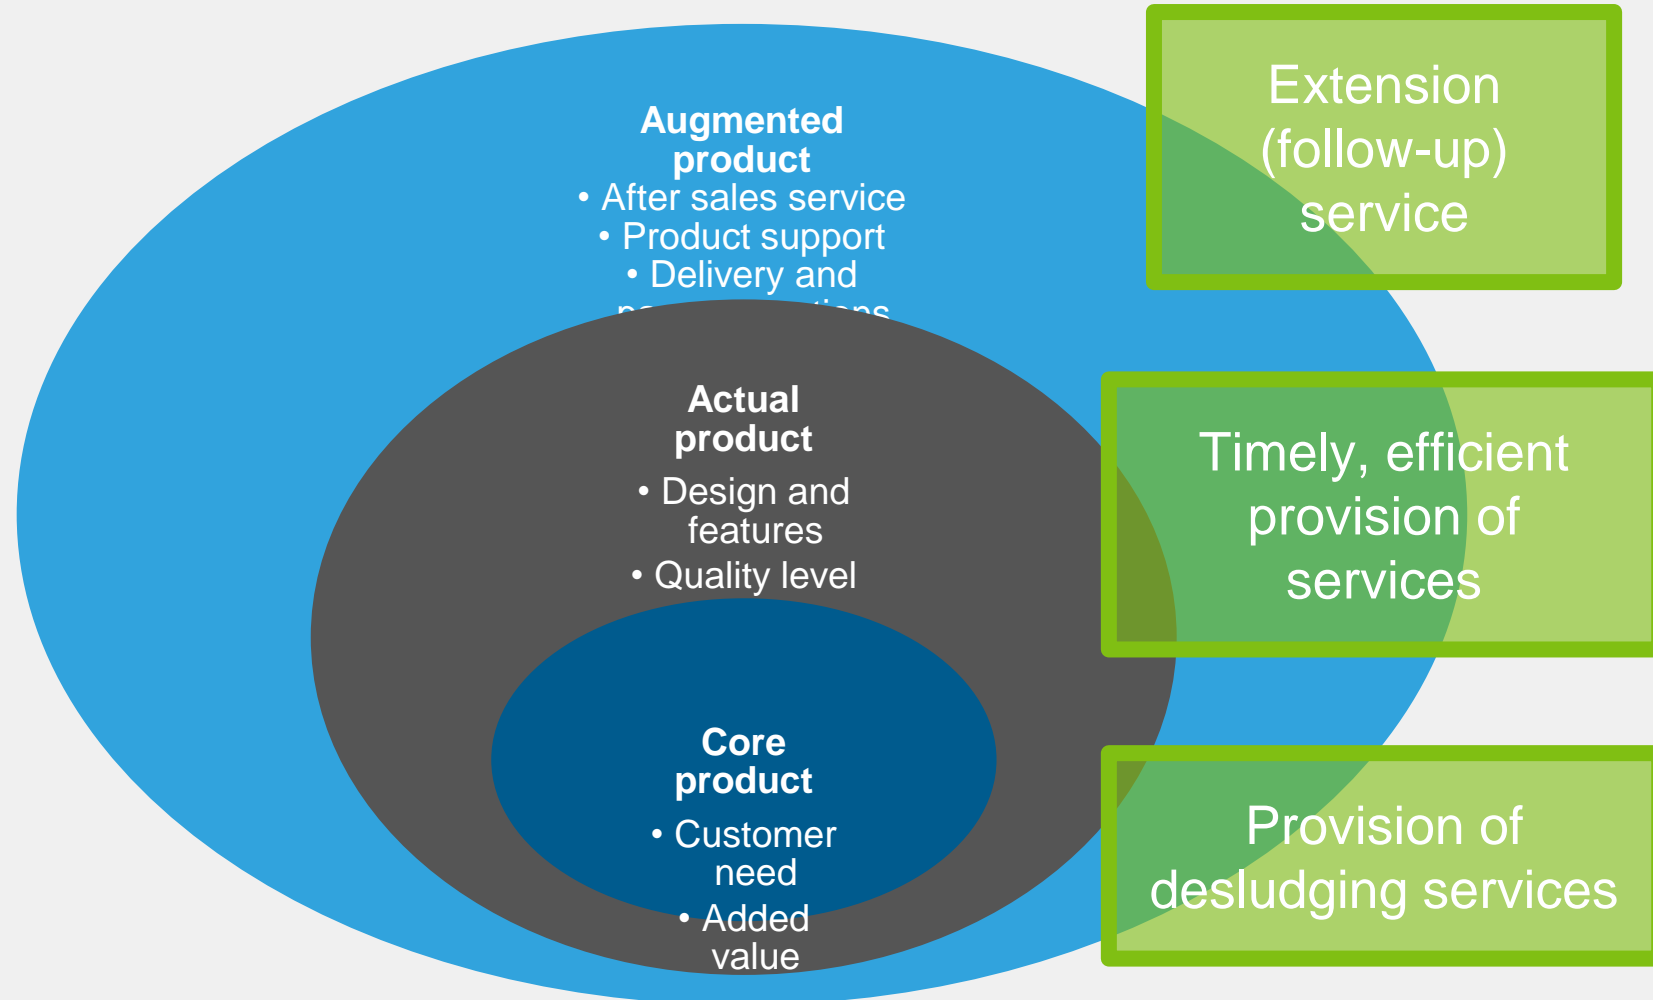 Augmented
product
• After sales service
• Product support
• Delivery and
Actual
product
• Design and
features
• Quality level
Core
product
• Customer
need
• Added
value
Extension
(follow-up)
service
Timely, efficient
provision of
services
Provision of
desludging services